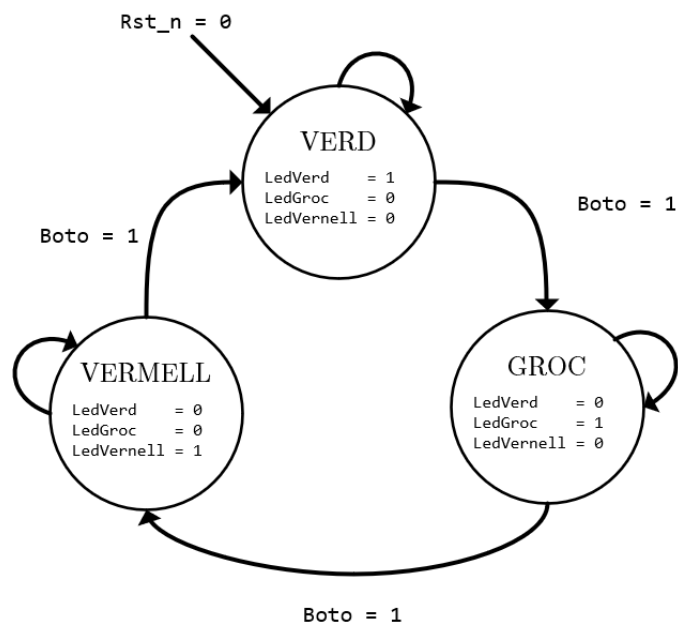 Rst_n = 0
VERD
LedVerd = 1
LedGroc = 0
LedVernell = 0
Boto = 1
Boto = 1
VERMELL
LedVerd = 0
LedGroc = 0
LedVernell = 1
GROC
LedVerd = 0
LedGroc = 1
LedVernell = 0
Boto = 1